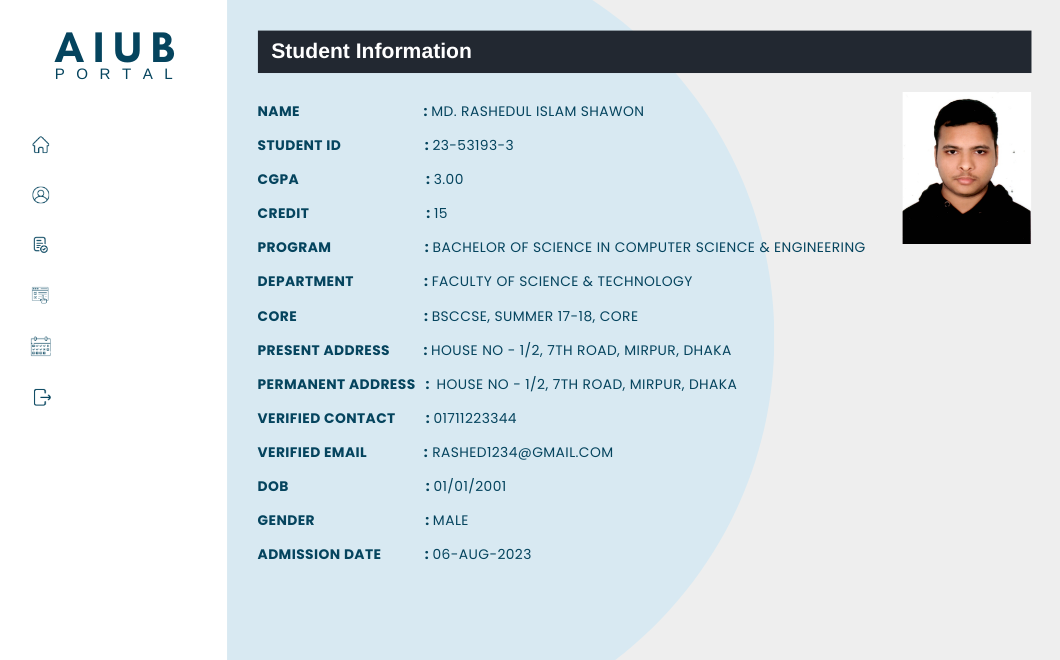 AIUB
PORTAL
Student Information
NAME : MD. RASHEDUL ISLAM SHAWON
STUDENT ID : 23-53193-3
CGPA : 3.00
CREDIT : 15
PROGRAM : BACHELOR OF SCIENCE IN COMPUTER SCIENCE & ENGINEERING
DEPARTMENT : FACULTY OF SCIENCE & TECHNOLOGY
CORE : BSCCSE, SUMMER 17-18, CORE
PRESENT ADDRESS : HOUSE NO - 1/2, 7TH ROAD, MIRPUR, DHAKA
PERMANENT ADDRESS : HOUSE NO - 1/2, 7TH ROAD, MIRPUR, DHAKA
VERIFIED CONTACT : 01711223344
VERIFIED EMAIL : RASHED1234@GMAIL.COM
DOB : 01/01/2001
GENDER : MALE
ADMISSION DATE : 06-AUG-2023